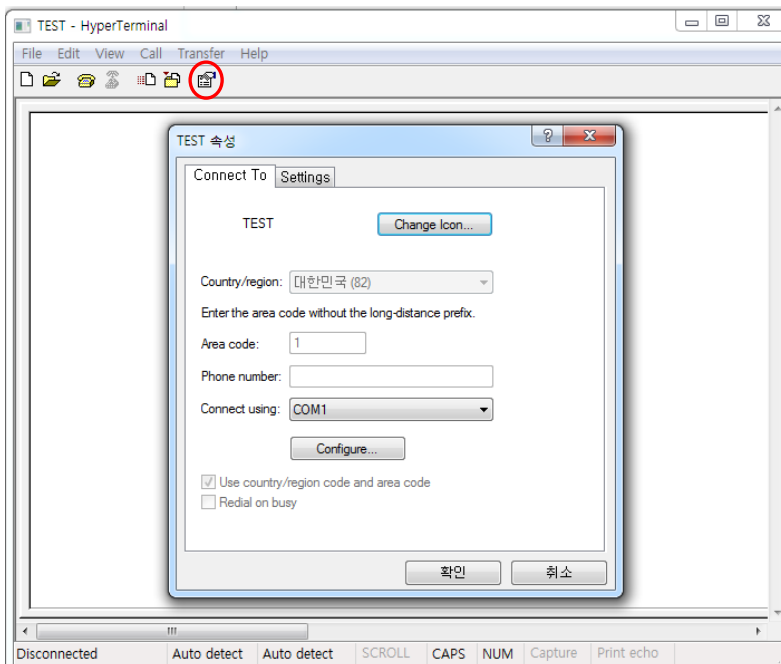 TEST - HyperTerminal
File Edit View Call Transfer Help
TEST 속성
Connect To Settings
TEST Change Icon...
Country/region: 대한민국 (82)
Enter the area code without the long-distance prefix.
Area code: 1
Phone number:
Connect using: COM1
Configure...
Use country/region code and area code
Redial on busy
확인 취소
Disconnected Auto detect Auto detect SCROLL CAPS NUM Capture Print echo